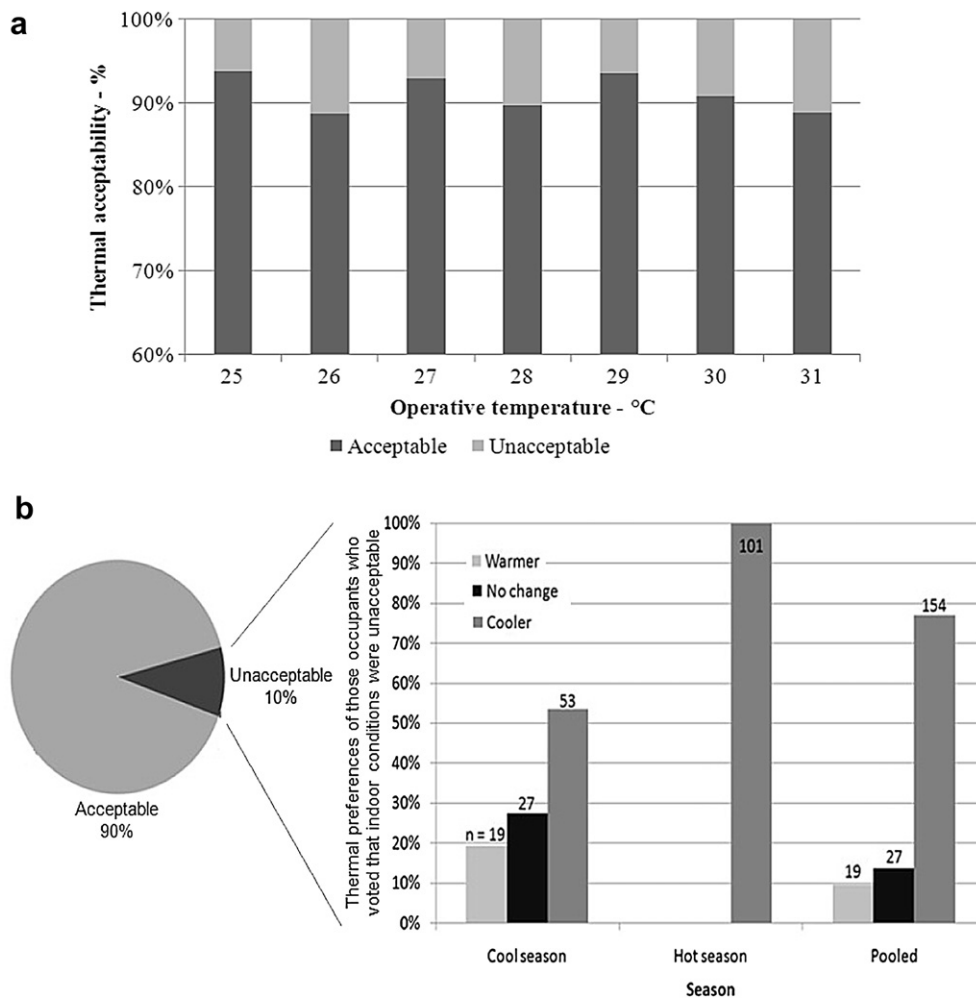 a
Thermal acceptability - %
100%
90%
80%
70%
60%
25 26 27 28 29 30 31
Operative temperature - °C
Acceptable Unacceptable
b
Unacceptable
10%
Acceptable
90%
Thermal preferences of those occupants who
voted that indoor conditions were unacceptable
100%
90%
80%
70%
60%
50%
40%
30%
20%
10%
0%
Warmer
No change
Cooler
n = 19
27
53
101
19
27
154
Cool season Hot season Pooled
Season